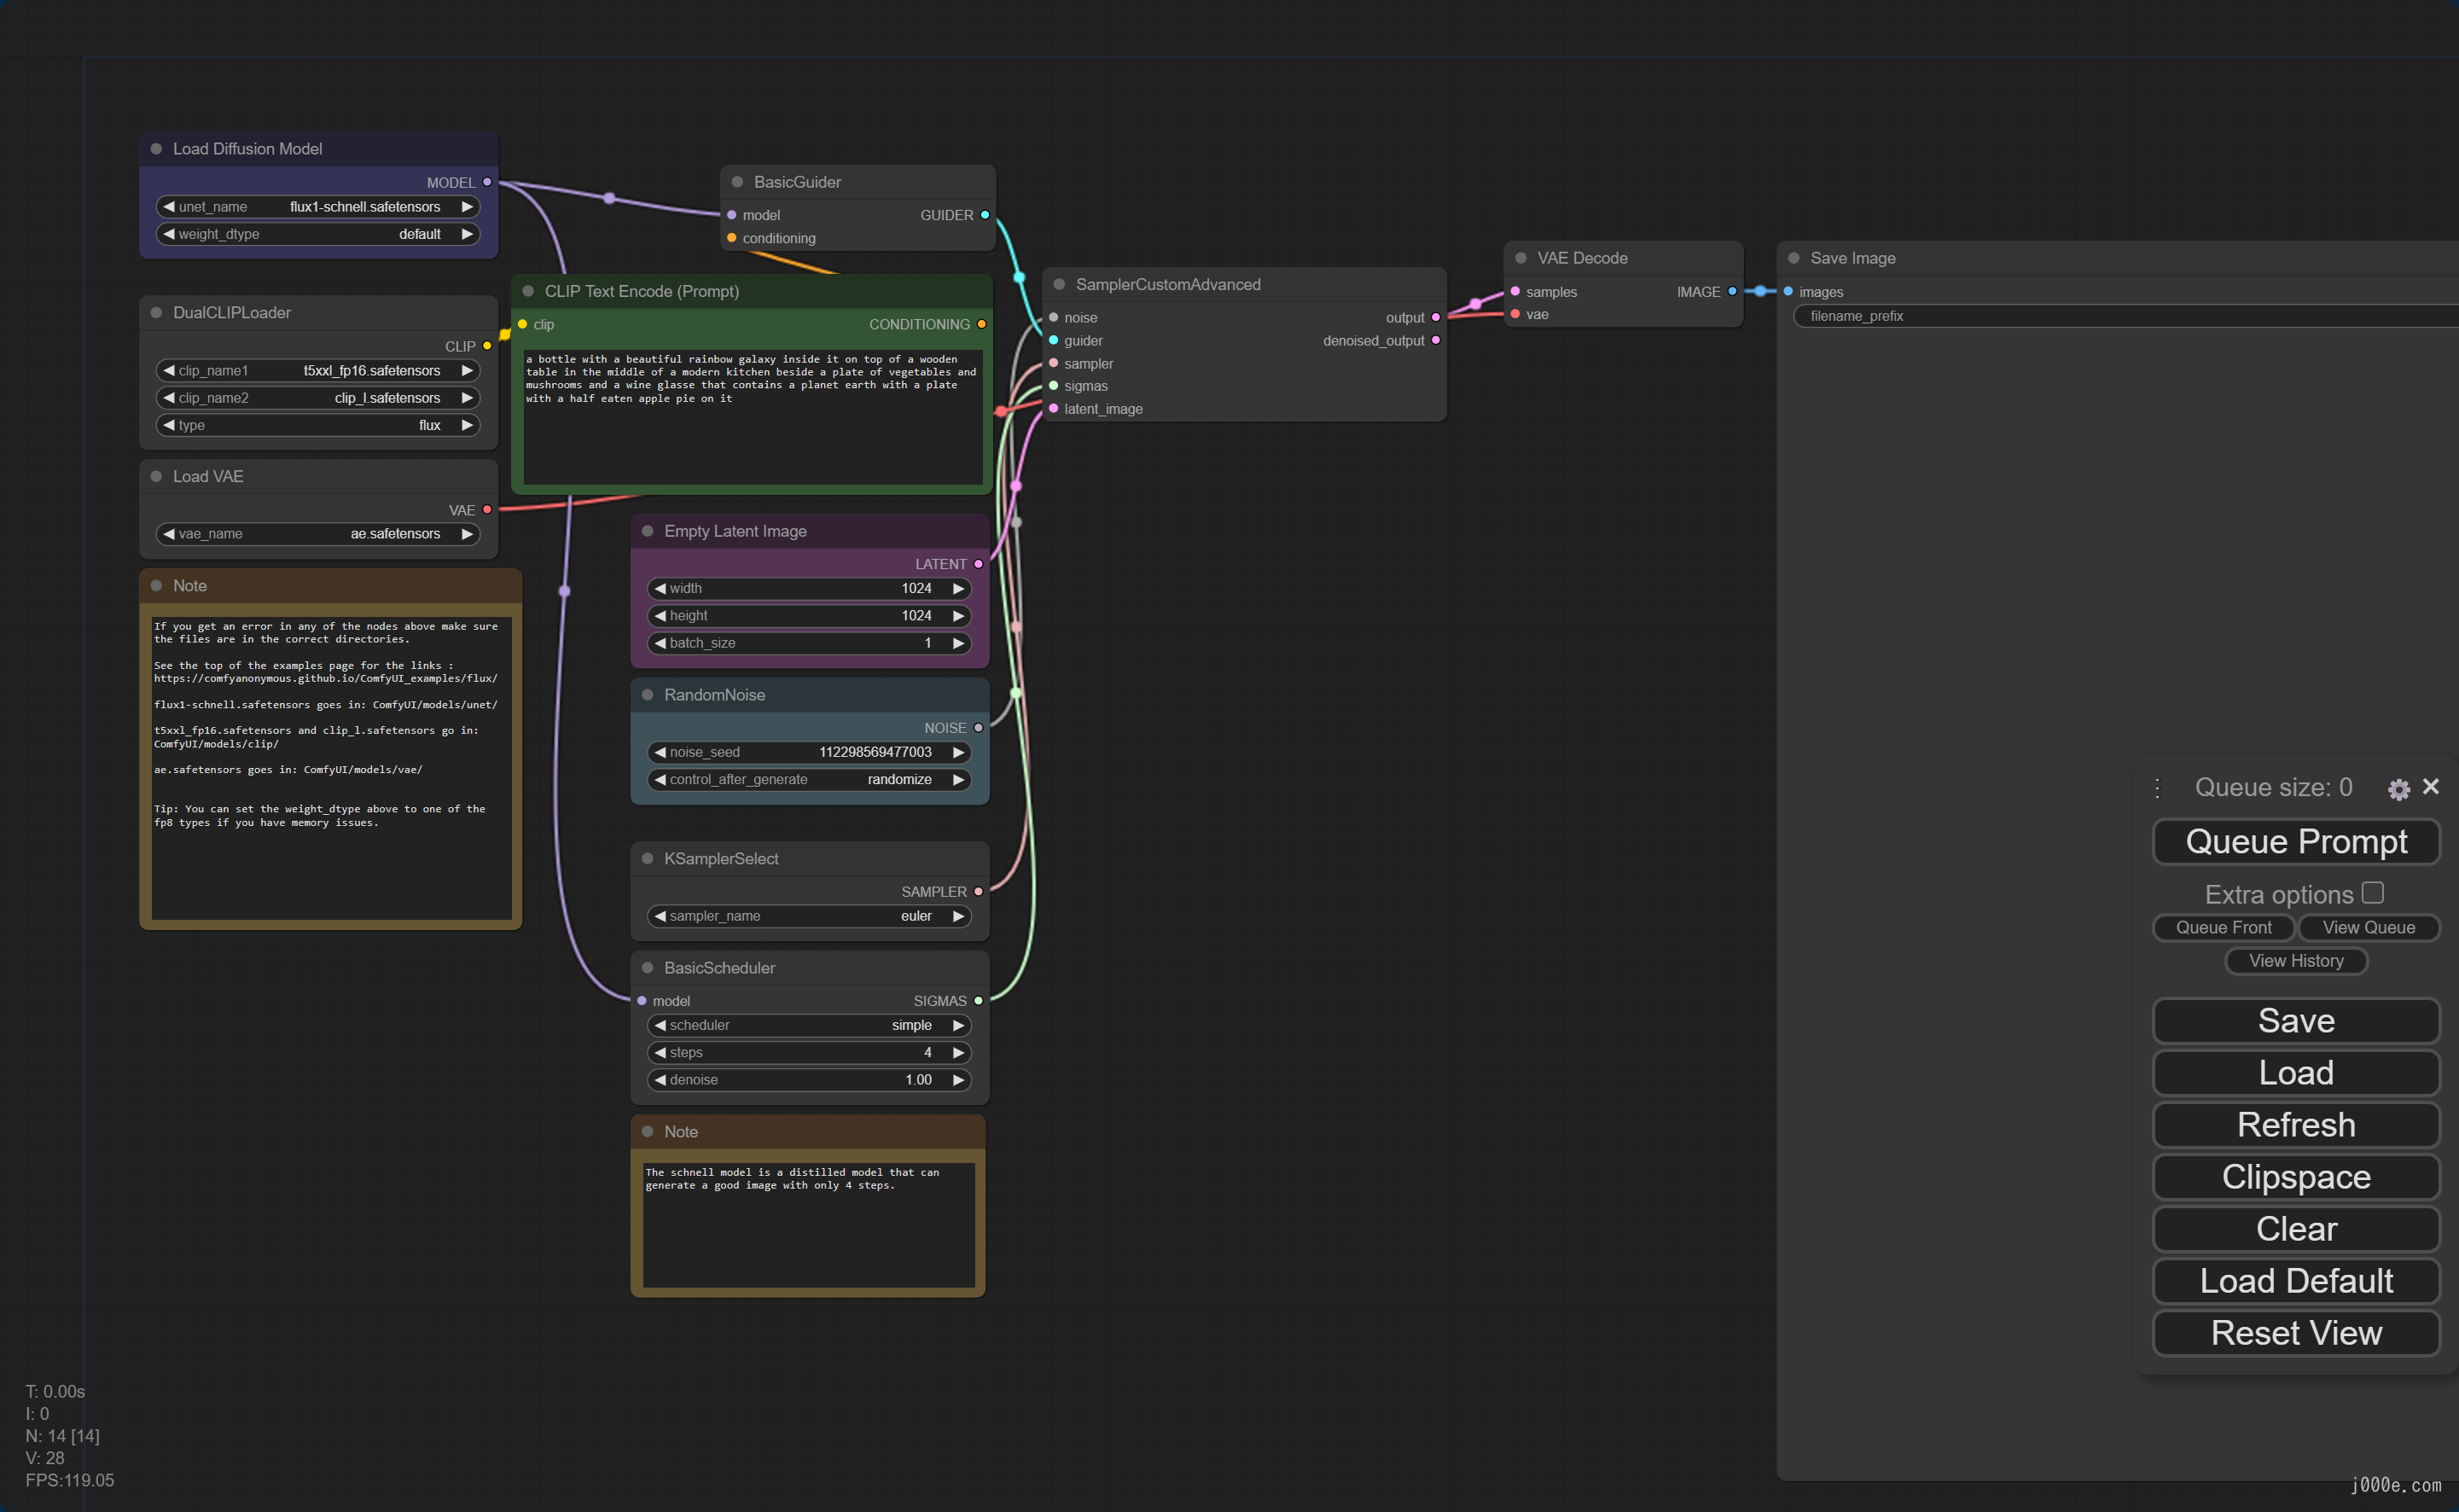 Load Diffusion Model
MODEL
unet_name flux1-schnell.safetensors
weight_dtype default
DualCLIPLoader
CLIP
clip_name1 t5xxl_fp16.safetensors
clip_name2 clip_l.safetensors
type flux
Load VAE
VAE
vae_name ae.safetensors
Note
If you get an error in any of the nodes above make sure
the files are in the correct directories.
See the top of the examples page for the links :
https://comfyanonymous.github.io/ComfyUI_examples/flux/
flux1-schnell.safetensors goes in: ComfyUI/models/unet/
t5xxl_fp16.safetensors and clip_l.safetensors go in:
ComfyUI/models/clip/
ae.safetensors goes in: ComfyUI/models/vae/
Tip: You can set the weight_dtype above to one of the
fp8 types if you have memory issues.
BasicGuider
model GUIDER
conditioning
CLIP Text Encode (Prompt)
clip CONDITIONING
a bottle with a beautiful rainbow galaxy inside it on top of a wooden
table in the middle of a modern kitchen beside a plate of vegetables and
mushrooms and a wine glasse that contains a planet earth with a plate
with a half eaten apple pie on it
Empty Latent Image
LATENT
width 1024
height 1024
batch_size 1
RandomNoise
NOISE
noise_seed 112298569477003
control_after_generate randomize
KSamplerSelect
SAMPLER
sampler_name euler
BasicScheduler
model SIGMAS
scheduler simple
steps 4
denoise 1.00
Note
The schnell model is a distilled model that can
generate a good image with only 4 steps.
SamplerCustomAdvanced
noise output
guider denoised_output
sampler
sigmas
latent_image
VAE Decode
samples IMAGE
vae
Save Image
images
filename_prefix
Queue size: 0
Queue Prompt
Extra options
Queue Front View Queue
View History
Save
Load
Refresh
Clipspace
Clear
Load Default
Reset View
T: 0.00s
I: 0
N: 14 [14]
V: 28
FPS:119.05
j000e.com